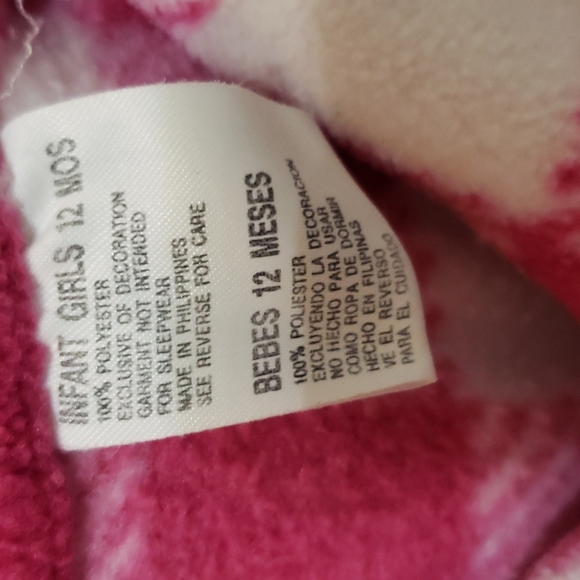 INFANT GIRLS 12 MOS
100% POLYESTER
EXCLUSIVE OF DECORATION
GARMENT NOT INTENDED
FOR SLEEPWEAR
MADE IN PHILIPPINES
SEE REVERSE FOR CARE
BEBES 12 MESES
100% POLIESTER
EXCLUYENDO LA DECORACION
NO HECHO PARA USAR
COMO ROPA DE DORMIR
HECHO EN FILIPINAS
VE EL REVERSO
PARA EL CUIDADO